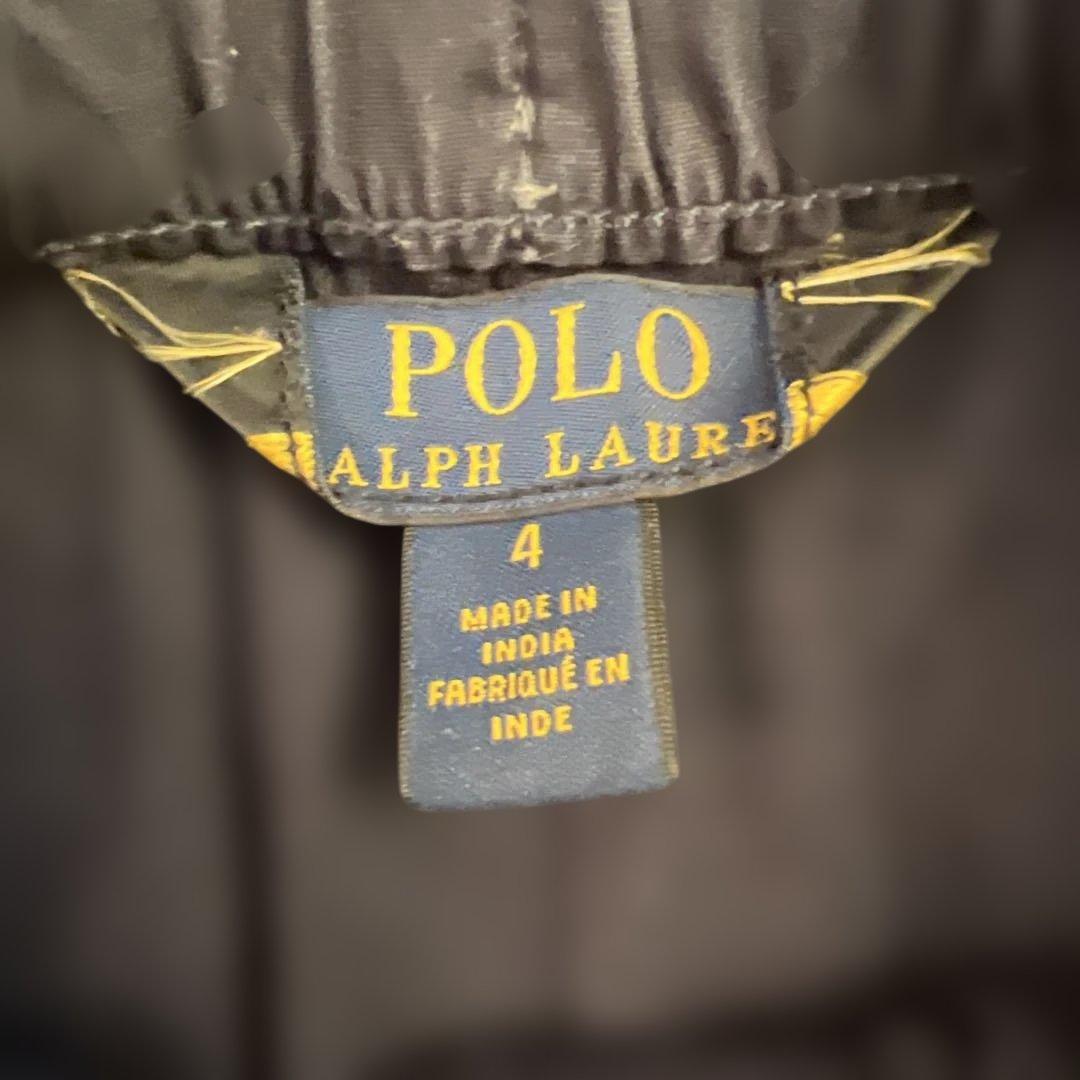 POLO
ALPH LAURE
4
MADE IN
INDIA
FABRIQUÉ EN
INDE